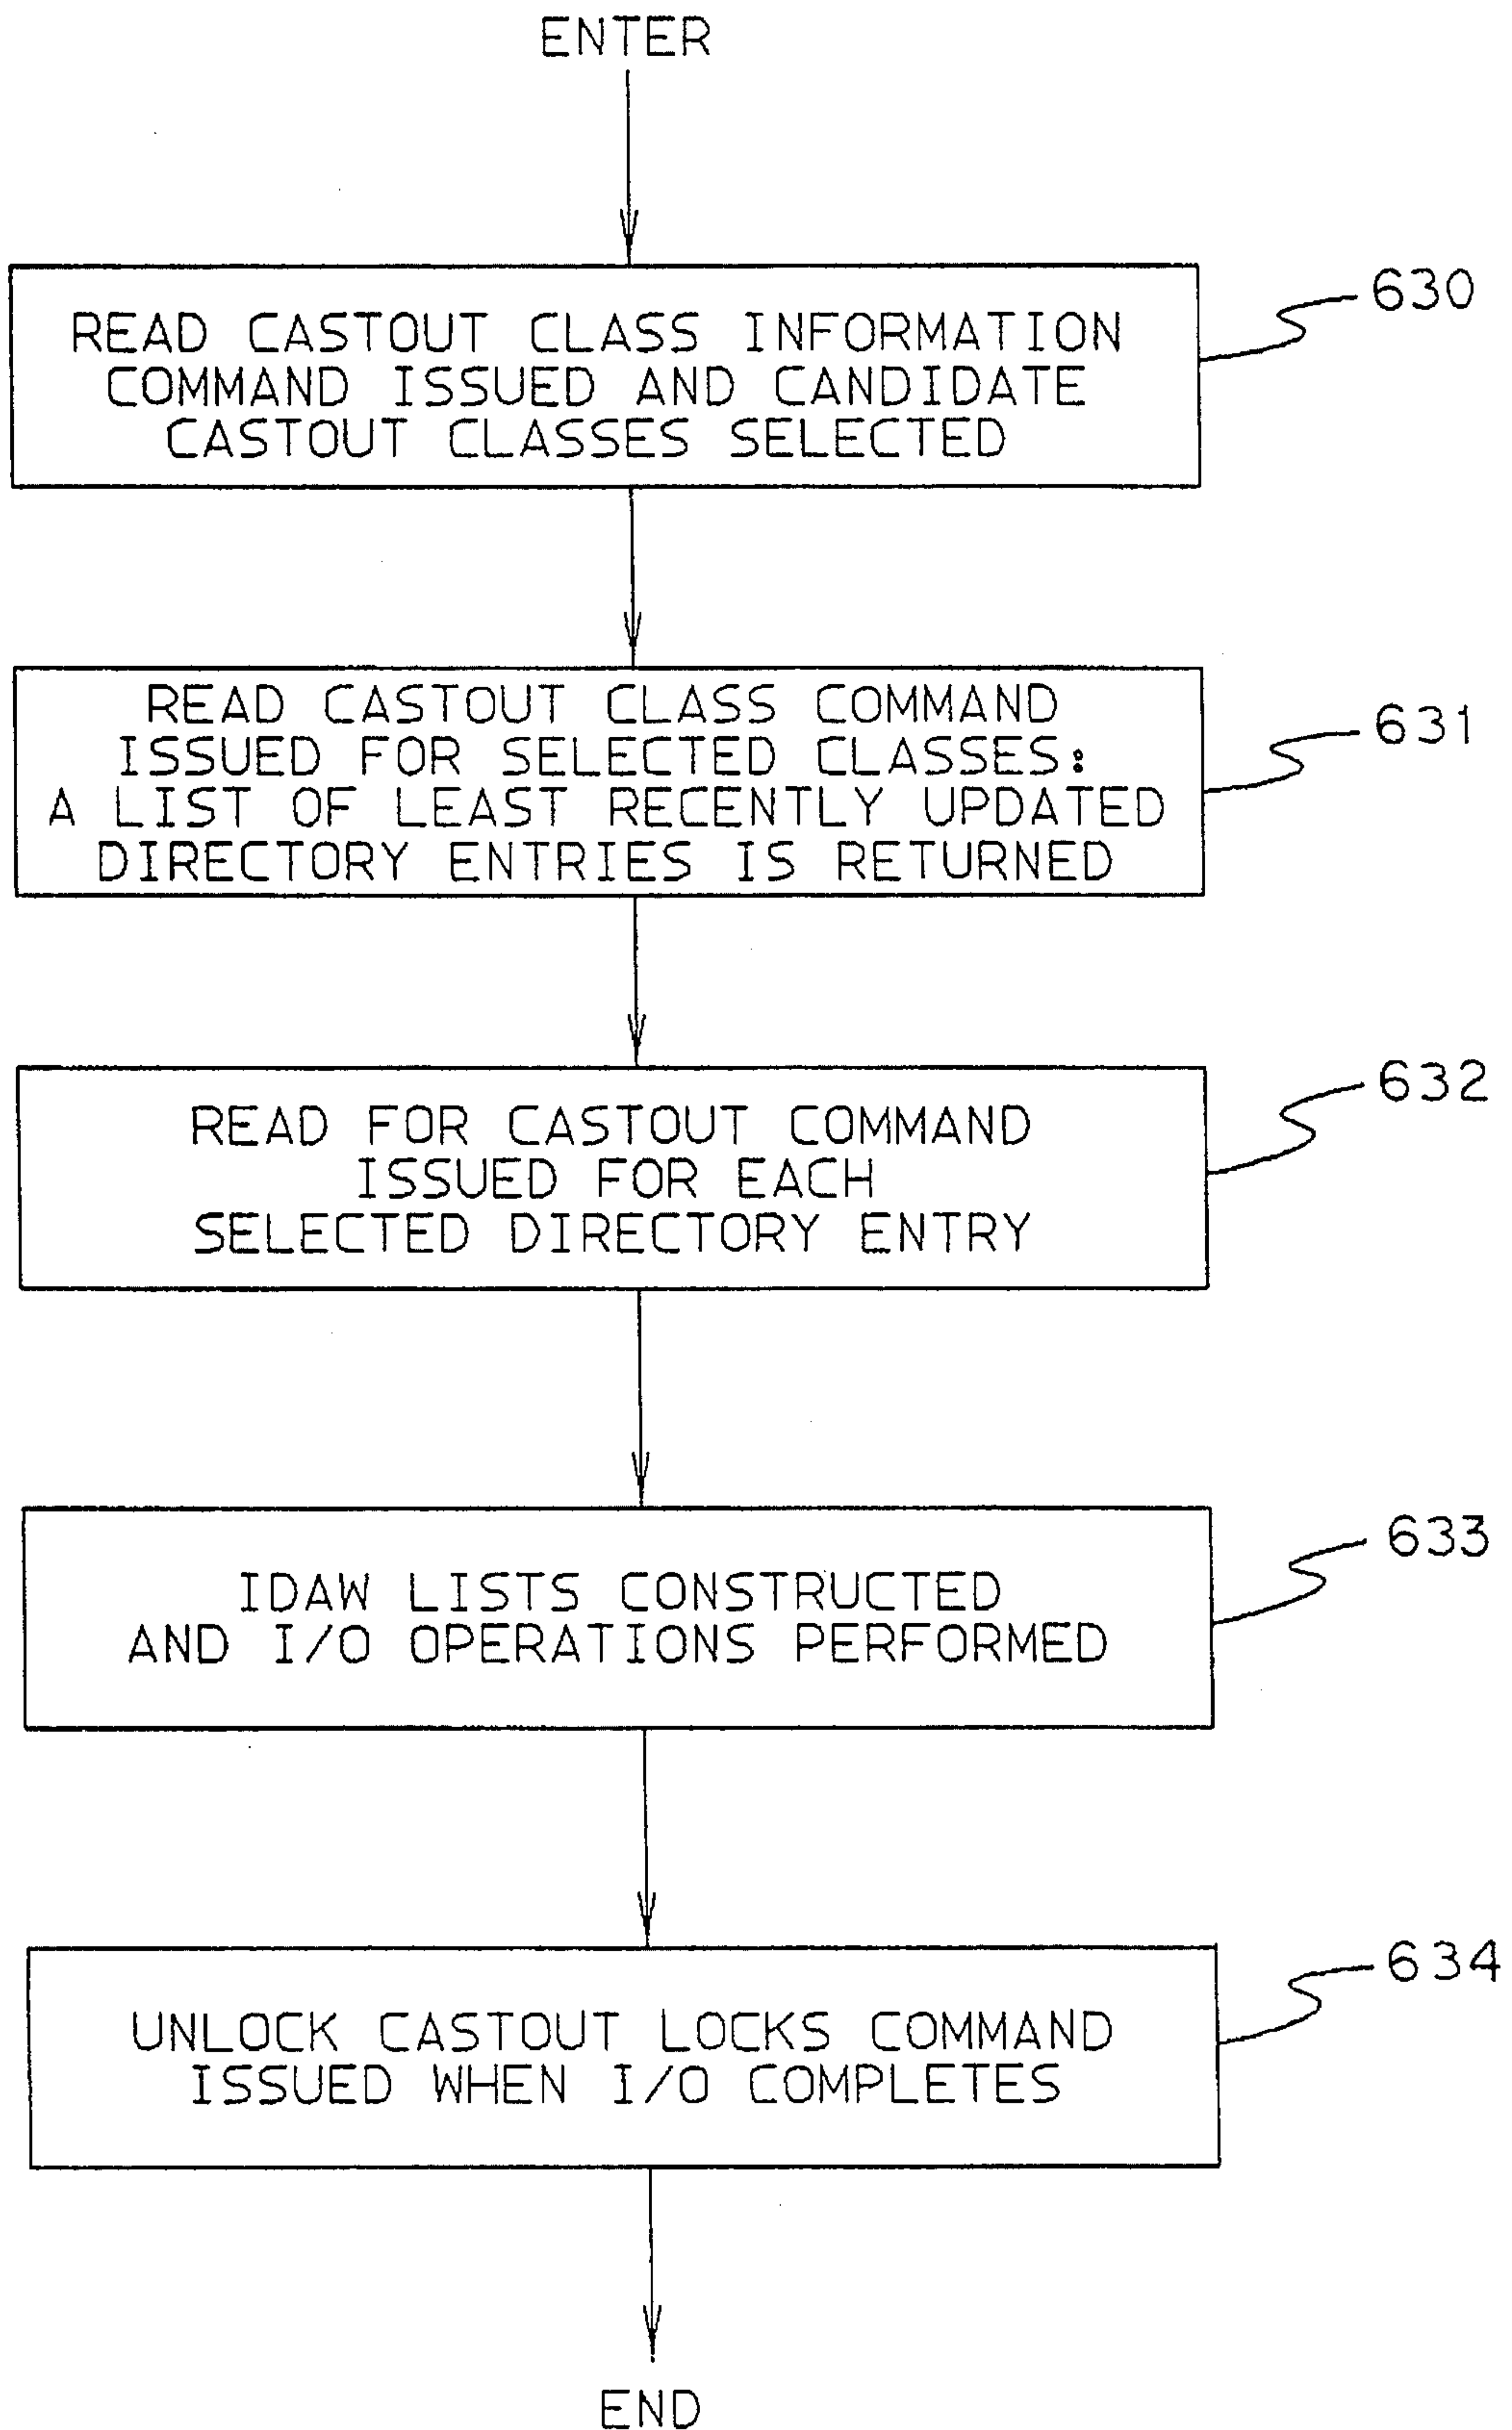 ENTER
READ CASTOUT CLASS INFORMATION
COMMAND ISSUED AND CANDIDATE
CASTOUT CLASSES SELECTED
630
READ CASTOUT CLASS COMMAND
ISSUED FOR SELECTED CLASSES:
A LIST OF LEAST RECENTLY UPDATED
DIRECTORY ENTRIES IS RETURNED
631
READ FOR CASTOUT COMMAND
ISSUED FOR EACH
SELECTED DIRECTORY ENTRY
632
IDAW LISTS CONSTRUCTED
AND I/O OPERATIONS PERFORMED
633
UNLOCK CASTOUT LOCKS COMMAND
ISSUED WHEN I/O COMPLETES
634
END